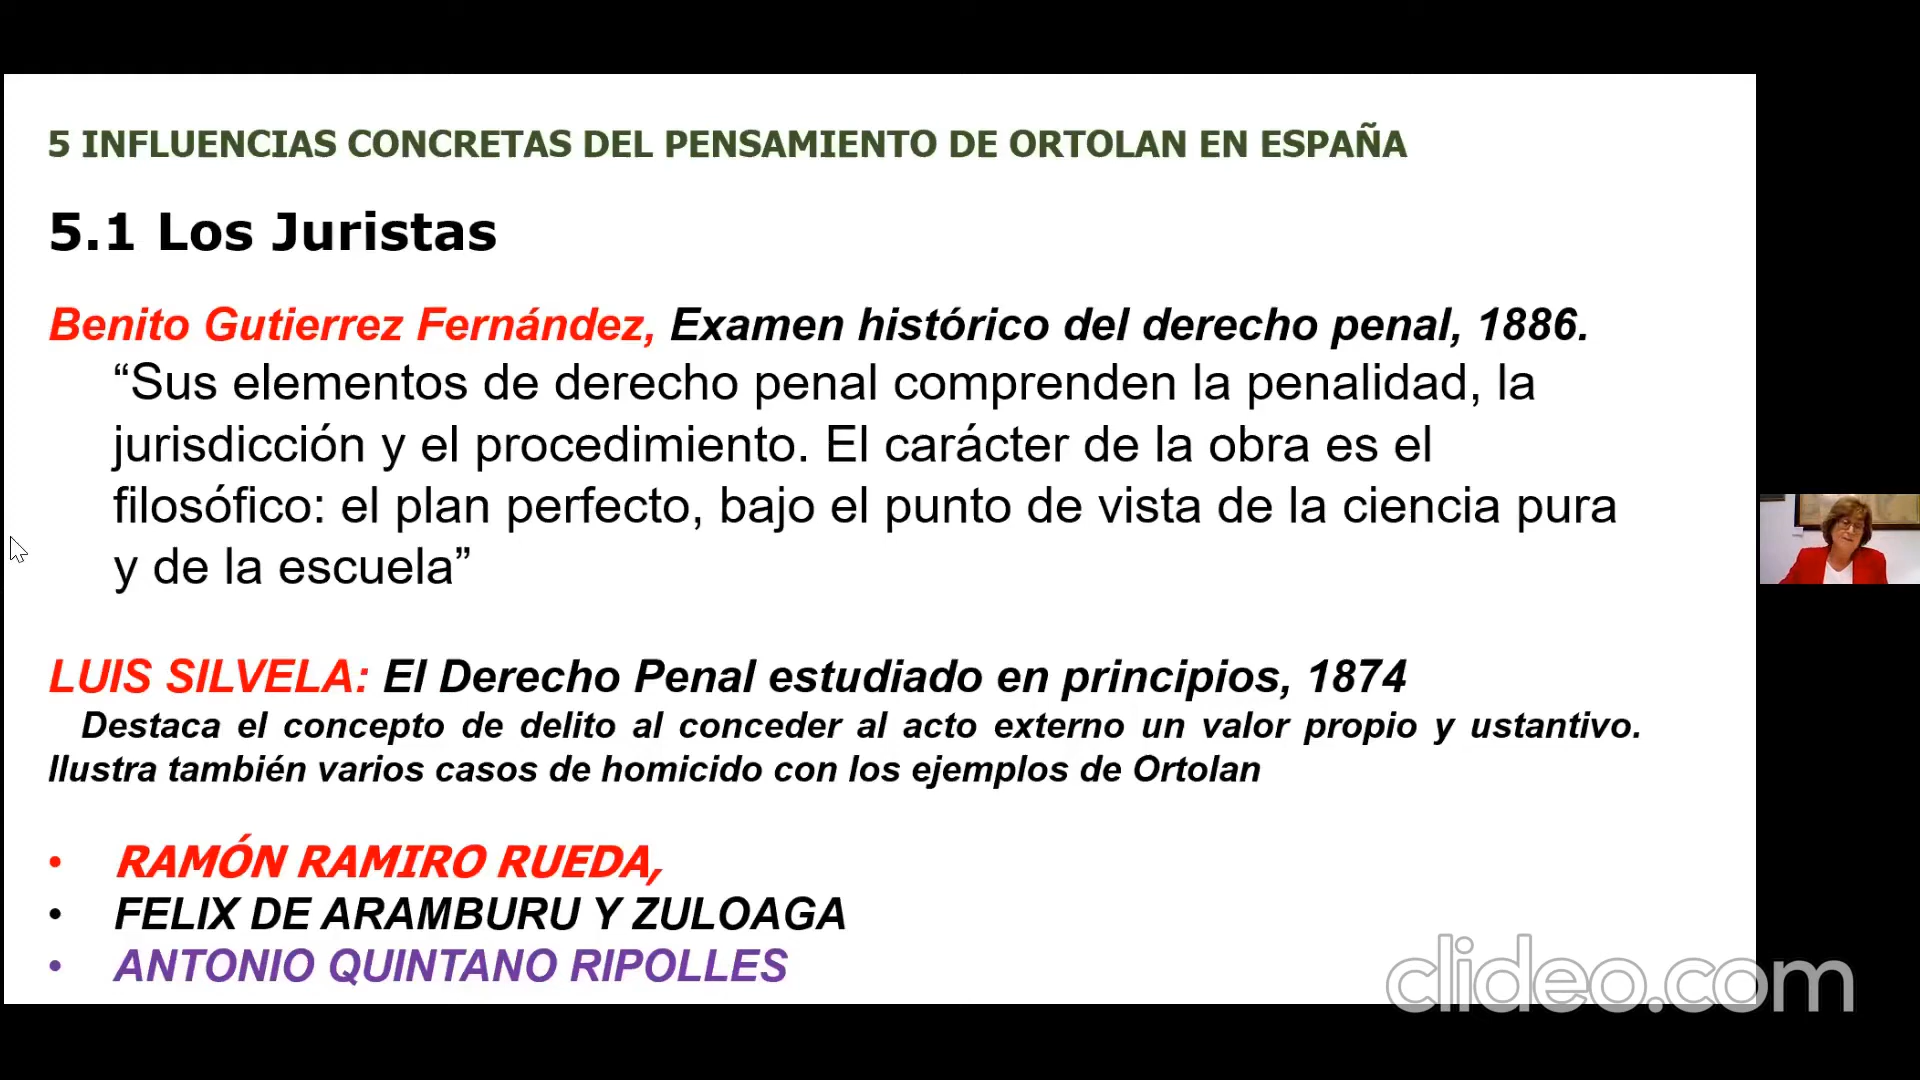 5 INFLUENCIAS CONCRETAS DEL PENSAMIENTO DE ORTOLAN EN ESPAÑA
5.1 Los Juristas
Benito Gutierrez Fernández, Examen histórico del derecho penal, 1886.
“Sus elementos de derecho penal comprenden la penalidad, la
jurisdicción y el procedimiento. El carácter de la obra es el
filosófico: el plan perfecto, bajo el punto de vista de la ciencia pura
y de la escuela”
LUIS SILVELA: El Derecho Penal estudiado en principios, 1874
Destaca el concepto de delito al conceder al acto externo un valor propio y ustantivo.
Ilustra también varios casos de homicido con los ejemplos de Ortolan
• RAMÓN RAMIRO RUEDA,
• FELIX DE ARAMBURU Y ZULOAGA
• ANTONIO QUINTANO RIPOLLES
clideo.com